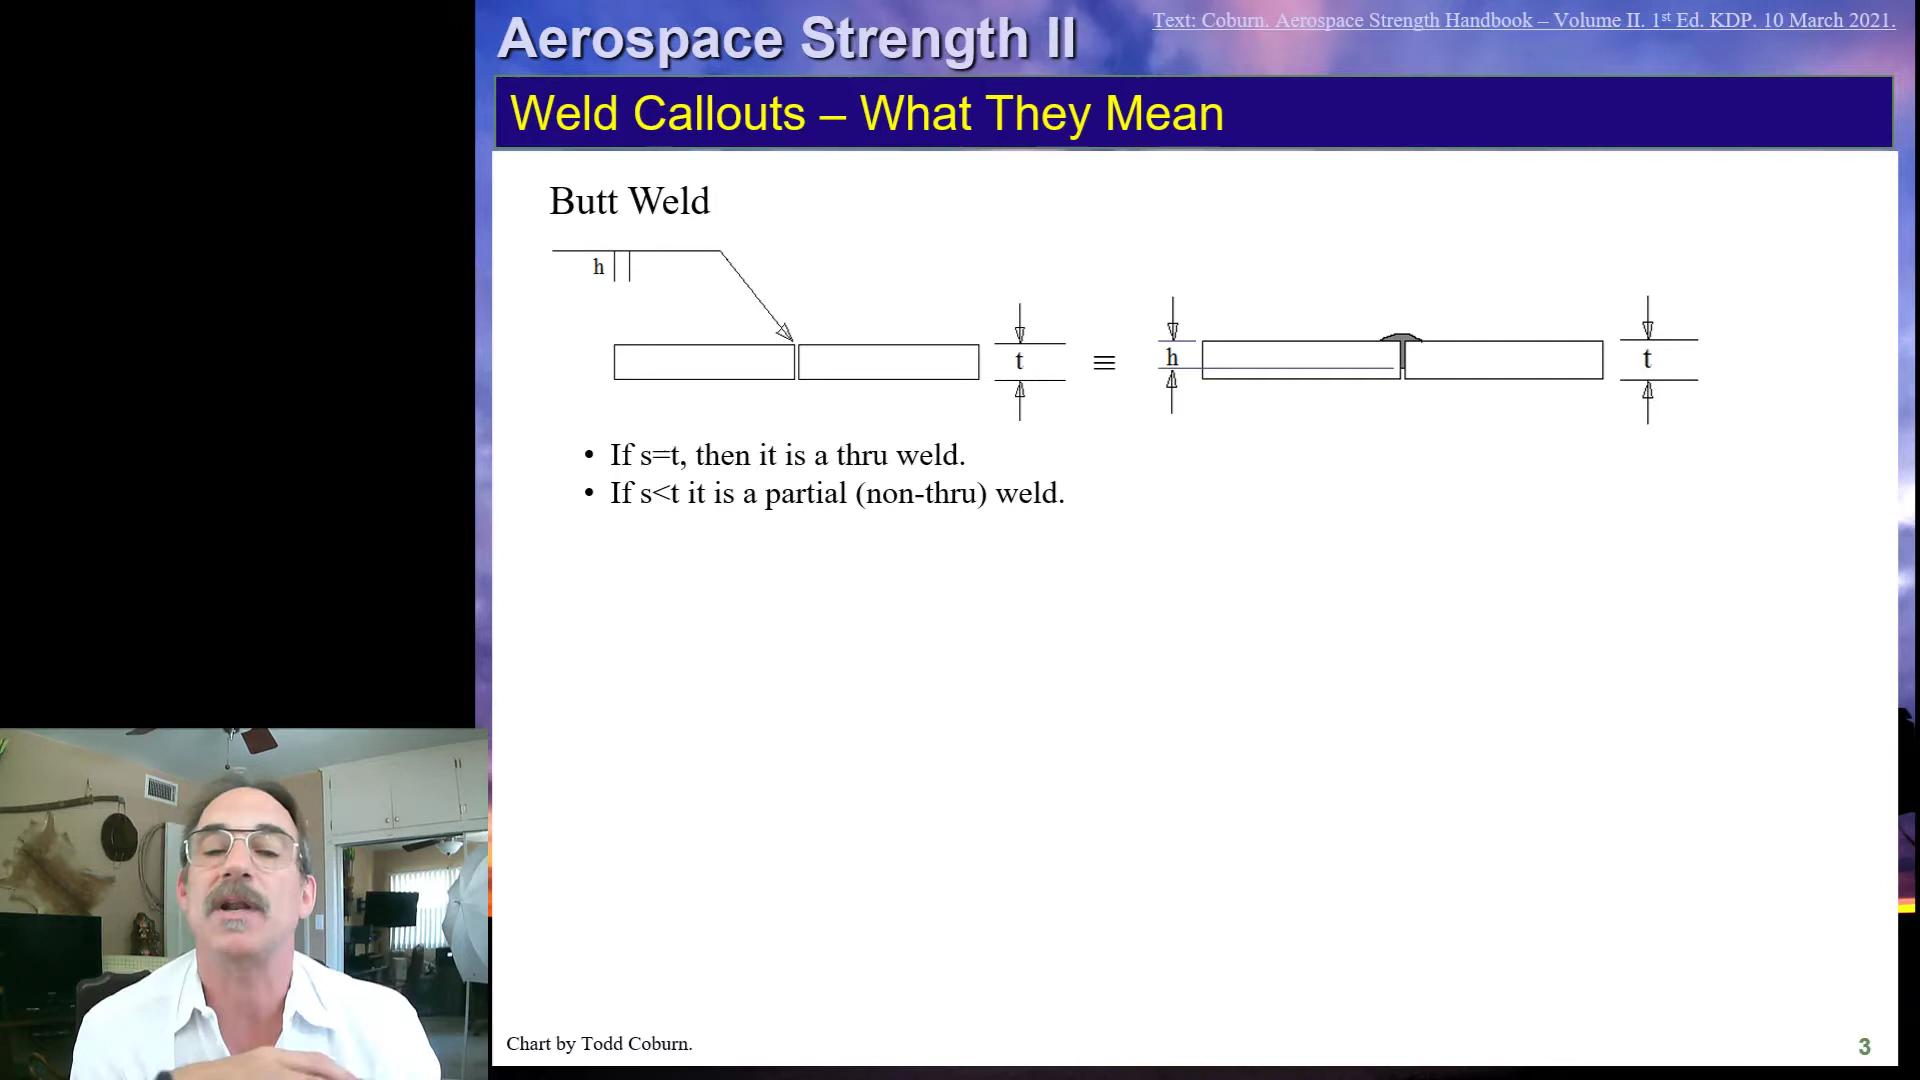 Aerospace Strength II
Text: Coburn. Aerospace Strength Handbook – Volume II. 1st Ed. KDP. 10 March 2021.
Weld Callouts – What They Mean
Butt Weld
h
t
≡
h
t
• If s=t, then it is a thru weld.
• If s<t it is a partial (non-thru) weld.
Chart by Todd Coburn.
3